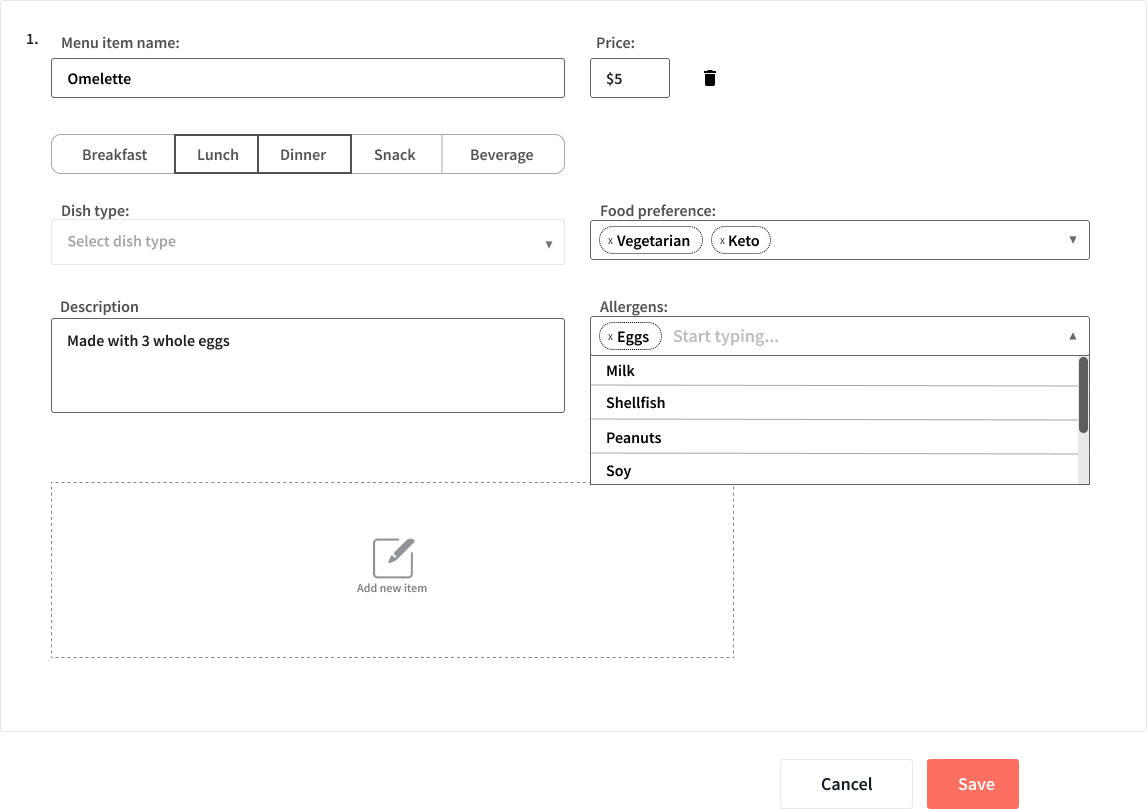 1.
Menu item name:
Price:
Omelette
$5
Breakfast Lunch Dinner Snack Beverage
Dish type:
Food preference:
Select dish type
x Vegetarian x Keto
Description
Allergens:
Made with 3 whole eggs
x Eggs Start typing...
Milk
Shellfish
Peanuts
Soy
Add new item
Cancel Save